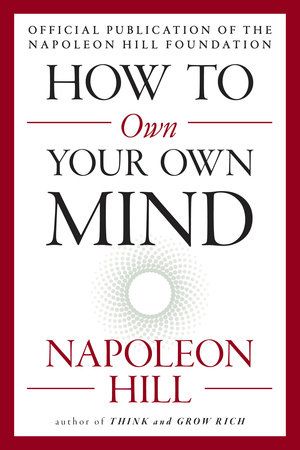 OFFICIAL PUBLICATION OF THE
NAPOLEON HILL FOUNDATION
HOW TO
Own
YOUR OWN
MIND
NAPOLEON
HILL
author of THINK and GROW RICH